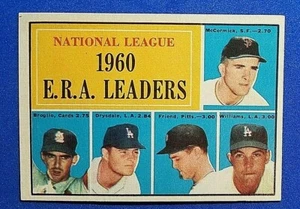 NATIONAL LEAGUE
1960
E.R.A. LEADERS
McCormick, S.F.—2.70
Broglio, Cards 2.75
Drysdale, L.A. 2.84
Friend, Pitts.—3.00
Williams, L.A. 3.00